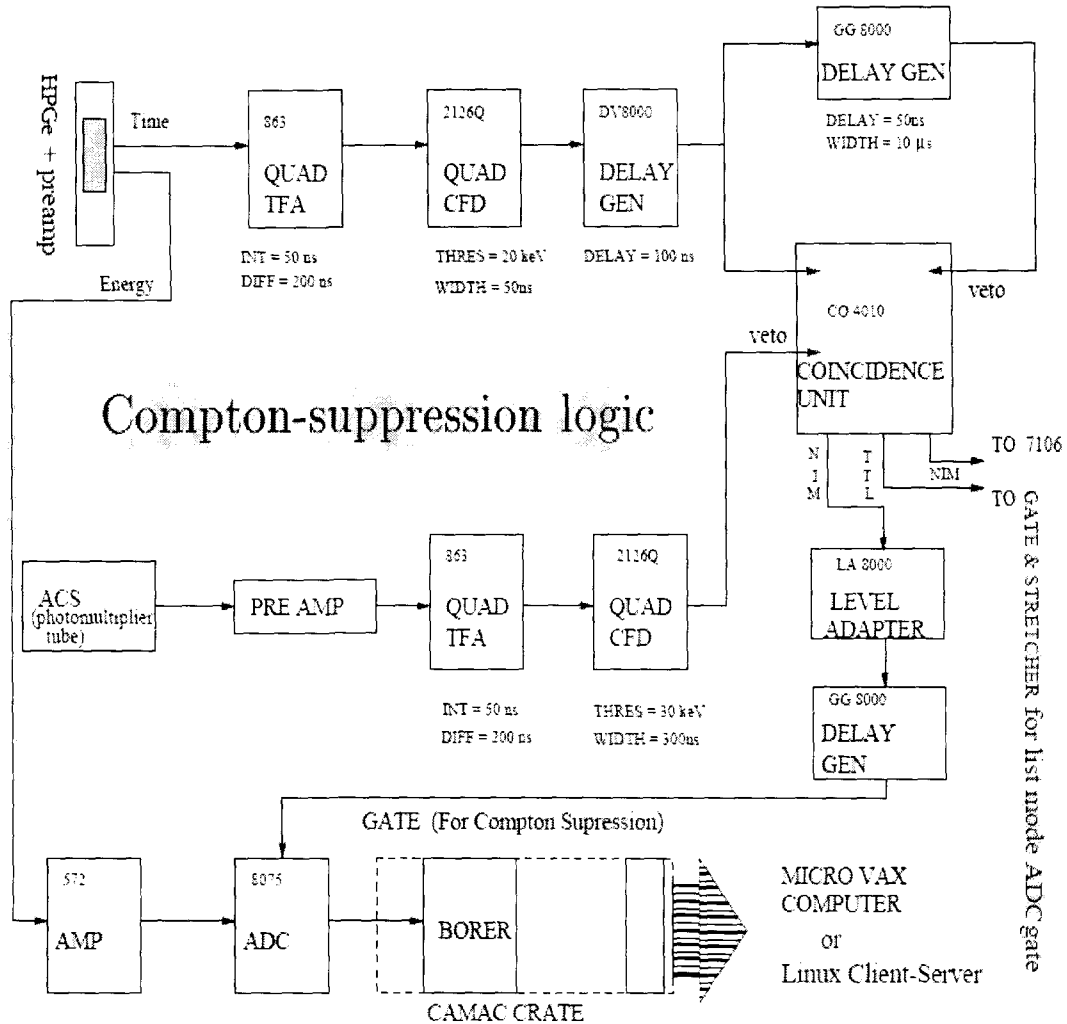 GG 8000
DELAY GEN
DELAY = 50ns
WIDTH = 10 μs
HPGe + preamp
Time
Energy
863
QUAD
TFA
INT = 50 ns
DIFF = 200 ns
2126Q
QUAD
CFD
THRES = 20 keV
WIDTH = 50ns
DV8000
DELAY
GEN
DELAY = 100 ns
veto
veto
CO 4010
COINCIDENCE
UNIT
Compton-suppression logic
NIM
TTL
NIM
TO 7106
TO
GATE & STRETCHER for list mode ADC gate
ACS
(photomultiplier
tube)
PRE AMP
863
QUAD
TFA
INT = 50 ns
DIFF = 200 ns
2126Q
QUAD
CFD
THRES = 30 keV
WIDTH = 300ns
LA 8000
LEVEL
ADAPTER
GG 8000
DELAY
GEN
GATE (For Compton Supression)
572
AMP
8075
ADC
BORER
CAMAC CRATE
MICRO VAX
COMPUTER
or
Linux Client-Server